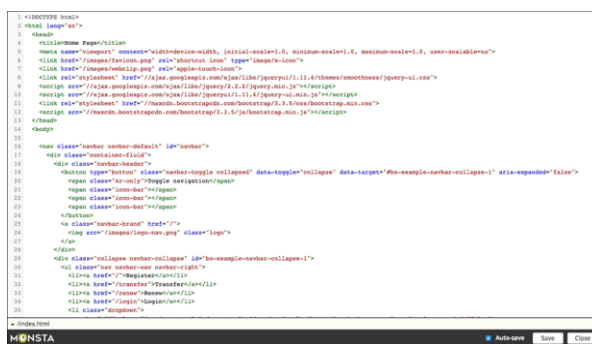 1 <!DOCTYPE html>
2 <html lang="en">
3 <head>
4 <title>Home Page</title>
5 <meta name="viewport" content="width=device-width, initial-scale=1.0, minimum-scale=1.0, maximum-scale=1.0, user-scalable=no">
6 <link href="/images/favicon.png" rel="shortcut icon" type="image/x-icon">
7 <link href="/images/webclip.png" rel="apple-touch-icon">
8 <link rel="stylesheet" href="//ajax.googleapis.com/ajax/libs/jqueryui/1.11.4/themes/smoothness/jquery-ui.css">
9 <script src="//ajax.googleapis.com/ajax/libs/jquery/2.2.2/jquery.min.js"></script>
10 <script src="//ajax.googleapis.com/ajax/libs/jqueryui/1.11.4/jquery-ui.min.js"></script>
11 <link rel="stylesheet" href="//maxcdn.bootstrapcdn.com/bootstrap/3.3.5/css/bootstrap.min.css">
12 <script src="//maxcdn.bootstrapcdn.com/bootstrap/3.3.5/js/bootstrap.min.js"></script>
13 </head>
14 <body>
15
16 <nav class="navbar navbar-default" id="navbar">
17 <div class="container-fluid">
18 <div class="navbar-header">
19 <button type="button" class="navbar-toggle collapsed" data-toggle="collapse" data-target="#bs-example-navbar-collapse-1" aria-expanded="false">
20 <span class="sr-only">Toggle navigation</span>
21 <span class="icon-bar"></span>
22 <span class="icon-bar"></span>
23 <span class="icon-bar"></span>
24 </button>
25 <a class="navbar-brand" href="/">
26 <img src="/images/logo-nav.png" class="logo">
27 </a>
28 </div>
29 <div class="collapse navbar-collapse" id="bs-example-navbar-collapse-1">
30 <ul class="nav navbar-nav navbar-right">
31 <li><a href="/">Register</a></li>
32 <li><a href="/transfer">Transfer</a></li>
33 <li><a href="/renew">Renew</a></li>
34 <li><a href="/login">Login</a></li>
35 <li class="dropdown">
/index.html
MONSTA Auto-save Save Close